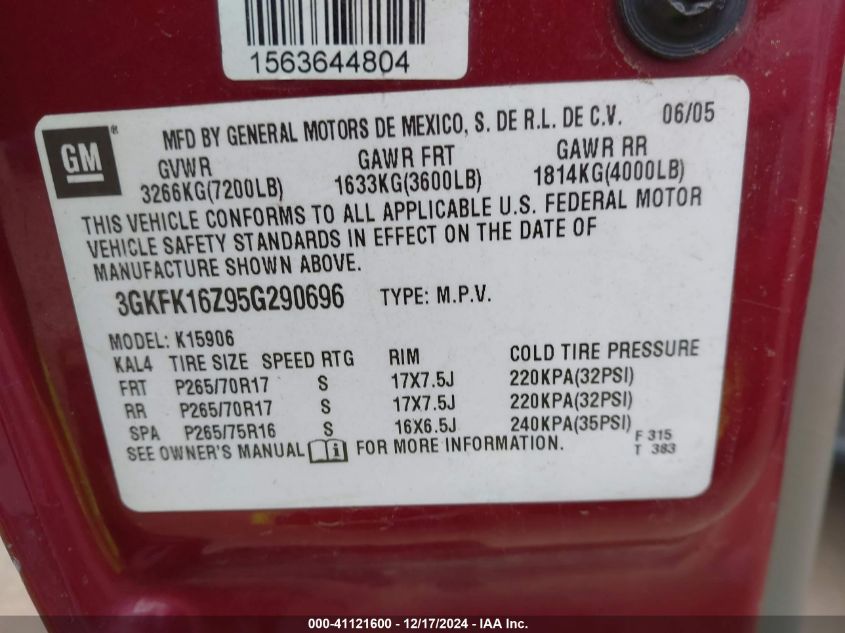 1563644804
GM ®
MFD BY GENERAL MOTORS DE MEXICO, S. DE R.L. DE C.V. 06/05
GVWR GAWR FRT GAWR RR
3266KG(7200LB) 1633KG(3600LB) 1814KG(4000LB)
THIS VEHICLE CONFORMS TO ALL APPLICABLE U.S. FEDERAL MOTOR
VEHICLE SAFETY STANDARDS IN EFFECT ON THE DATE OF
MANUFACTURE SHOWN ABOVE.
3GKFK16Z95G290696 TYPE: M.P.V.
MODEL: K15906
KAL4 TIRE SIZE SPEED RTG RIM COLD TIRE PRESSURE
FRT P265/70R17 S 17X7.5J 220KPA(32PSI)
RR P265/70R17 S 17X7.5J 220KPA(32PSI)
SPA P265/75R16 S 16X6.5J 240KPA(35PSI) F 315
SEE OWNER'S MANUAL FOR MORE INFORMATION. T 383
000-41121600 - 12/17/2024 - IAA Inc.